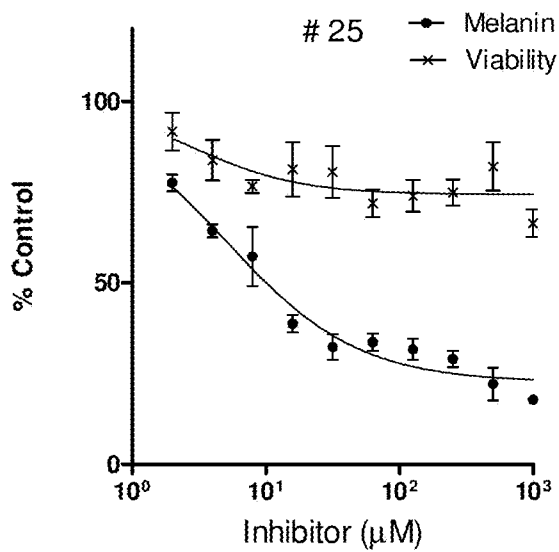 # 25
Melanin
Viability
% Control
100
50
0
10⁰ 10¹ 10² 10³
Inhibitor (μM)